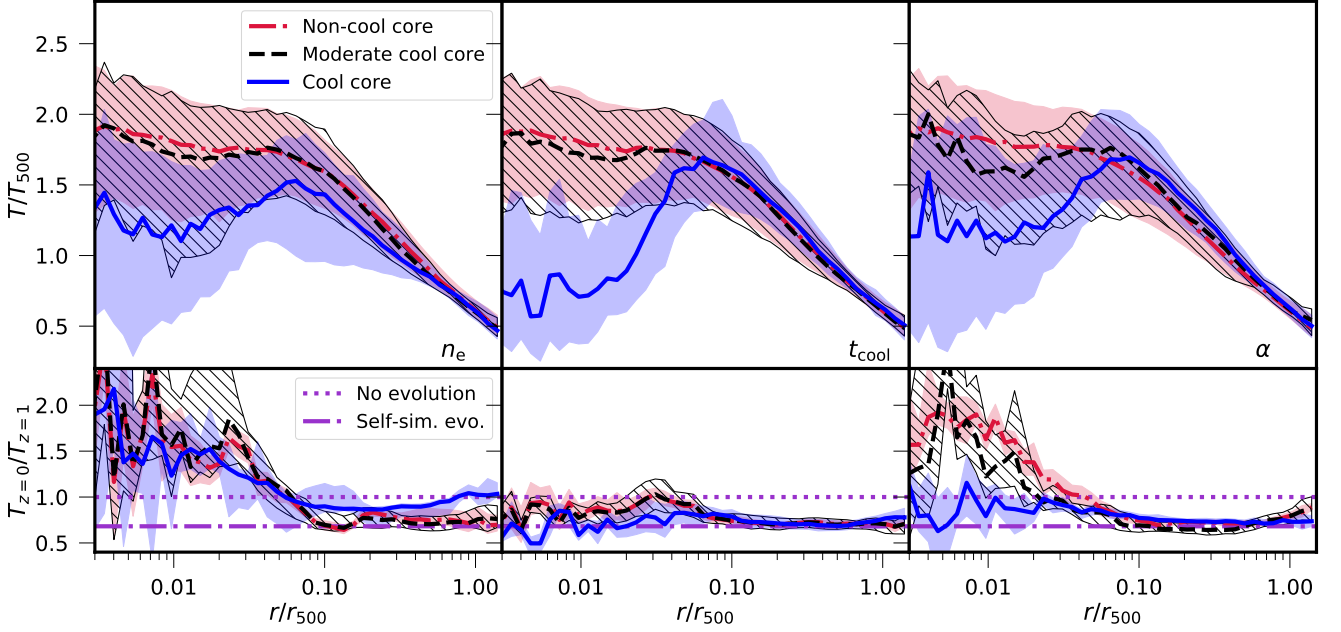 Non-cool core
Moderate cool core
Cool core
2.5
2.0
1.5
1.0
0.5
T/T500
ne
tcool
α
No evolution
Self-sim. evo.
2.0
1.5
1.0
0.5
Tz=0/Tz=1
0.01 0.10 1.00 0.01 0.10 1.00 0.01 0.10 1.00
r/r500 r/r500 r/r500